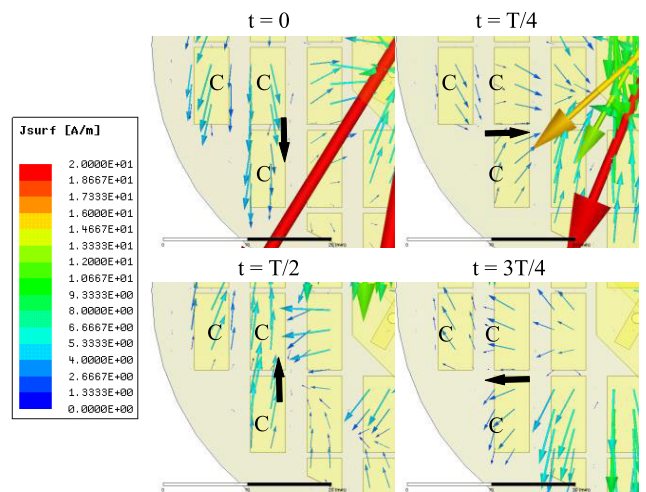 t = 0
t = T/4
C
C
C
C
C
C
Jsurf [A/m]
2.0000E+01
1.8667E+01
1.7333E+01
1.6000E+01
1.4667E+01
1.3333E+01
1.2000E+01
1.0667E+01
9.3333E+00
8.0000E+00
6.6667E+00
5.3333E+00
4.0000E+00
2.6667E+00
1.3333E+00
0.0000E+00
t = T/2
t = 3T/4
C
C
C
C
C
C